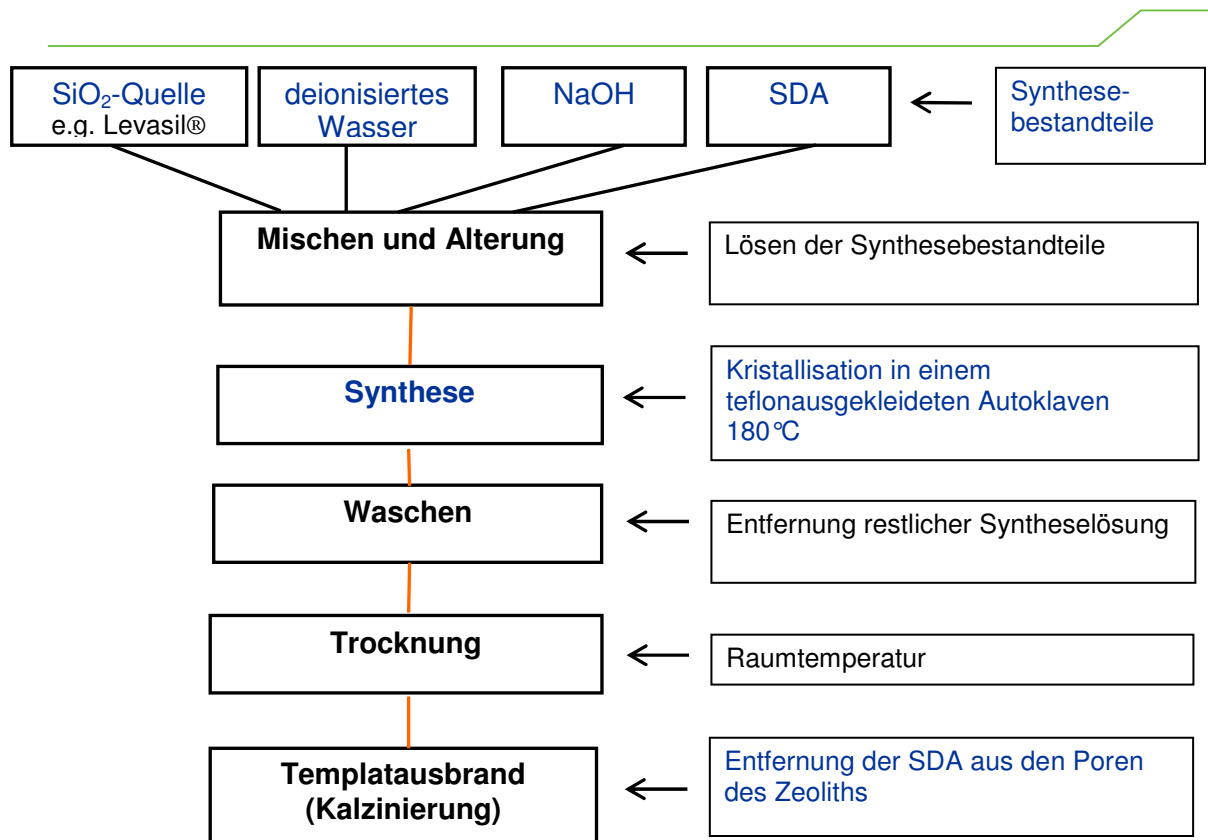 SiO₂-Quelle
e.g. Levasil®
deionisiertes
Wasser
NaOH
SDA
Synthese-
bestandteile
Mischen und Alterung
Lösen der Synthesebestandteile
Synthese
Kristallisation in einem
teflonausgekleideten Autoklaven
180°C
Waschen
Entfernung restlicher Syntheselösung
Trocknung
Raumtemperatur
Templatausbrand
(Kalzinierung)
Entfernung der SDA aus den Poren
des Zeoliths